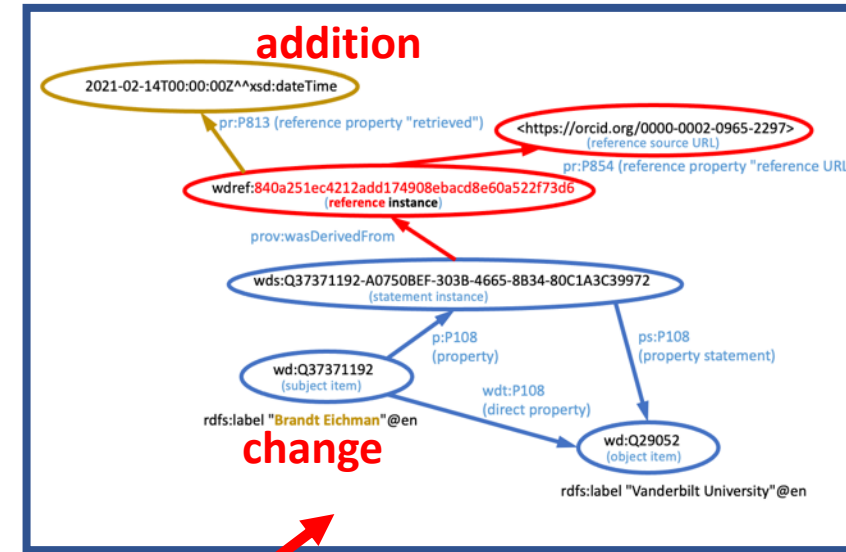 addition
2021-02-14T00:00:00Z^^xsd:dateTime
pr:P813 (reference property "retrieved")
<https://orcid.org/0000-0002-0965-2297>
(reference source URL)
pr:P854 (reference property "reference URL
wdref:840a251ec4212add174908ebacd8e60a522f73d6
(reference instance)
prov:wasDerivedFrom
wds:Q37371192-A0750BEF-303B-4665-8B34-80C1A3C39972
(statement instance)
p:P108
(property)
ps:P108
(property statement)
wd:Q37371192
(subject item)
wdt:P108
(direct property)
rdfs:label "Brandt Eichman"@en
change
wd:Q29052
(object item)
rdfs:label "Vanderbilt University"@en